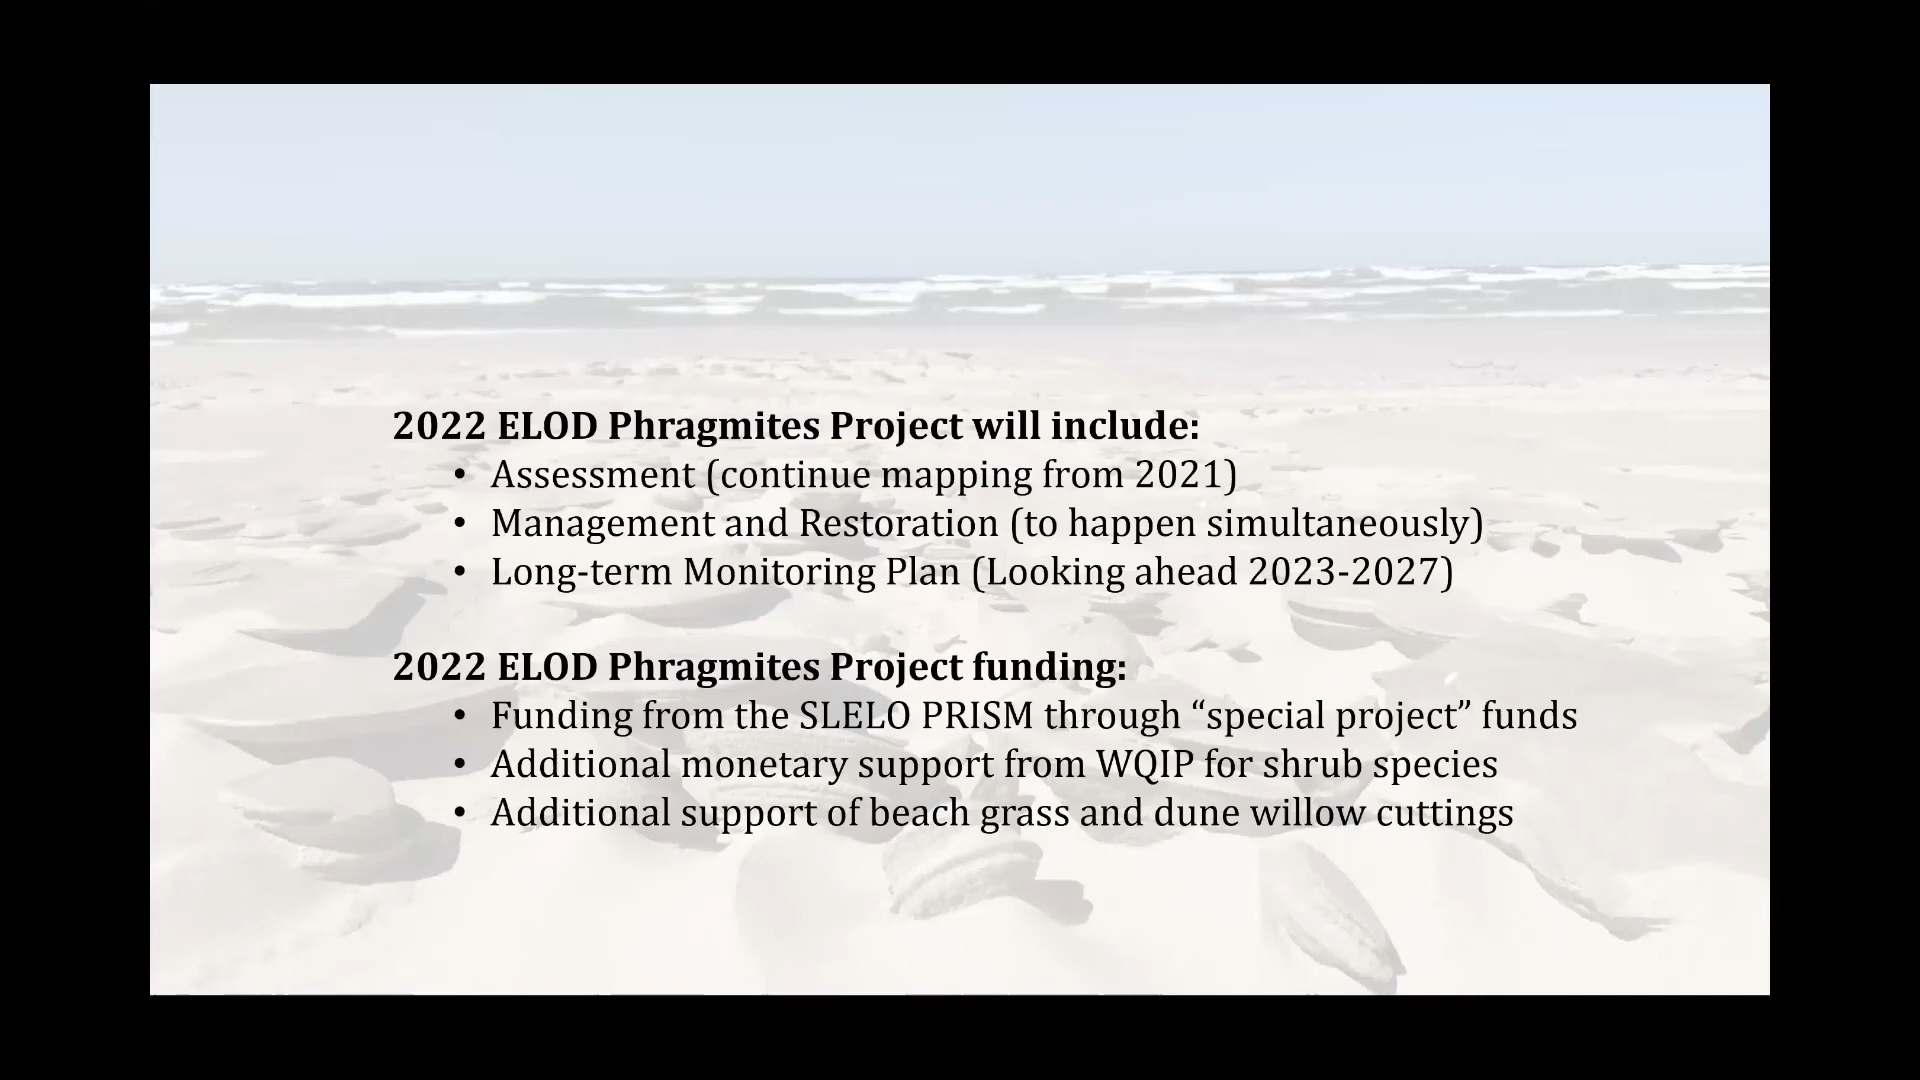 2022 ELOD Phragmites Project will include:
• Assessment (continue mapping from 2021)
• Management and Restoration (to happen simultaneously)
• Long-term Monitoring Plan (Looking ahead 2023-2027)
2022 ELOD Phragmites Project funding:
• Funding from the SLELO PRISM through “special project” funds
• Additional monetary support from WQIP for shrub species
• Additional support of beach grass and dune willow cuttings